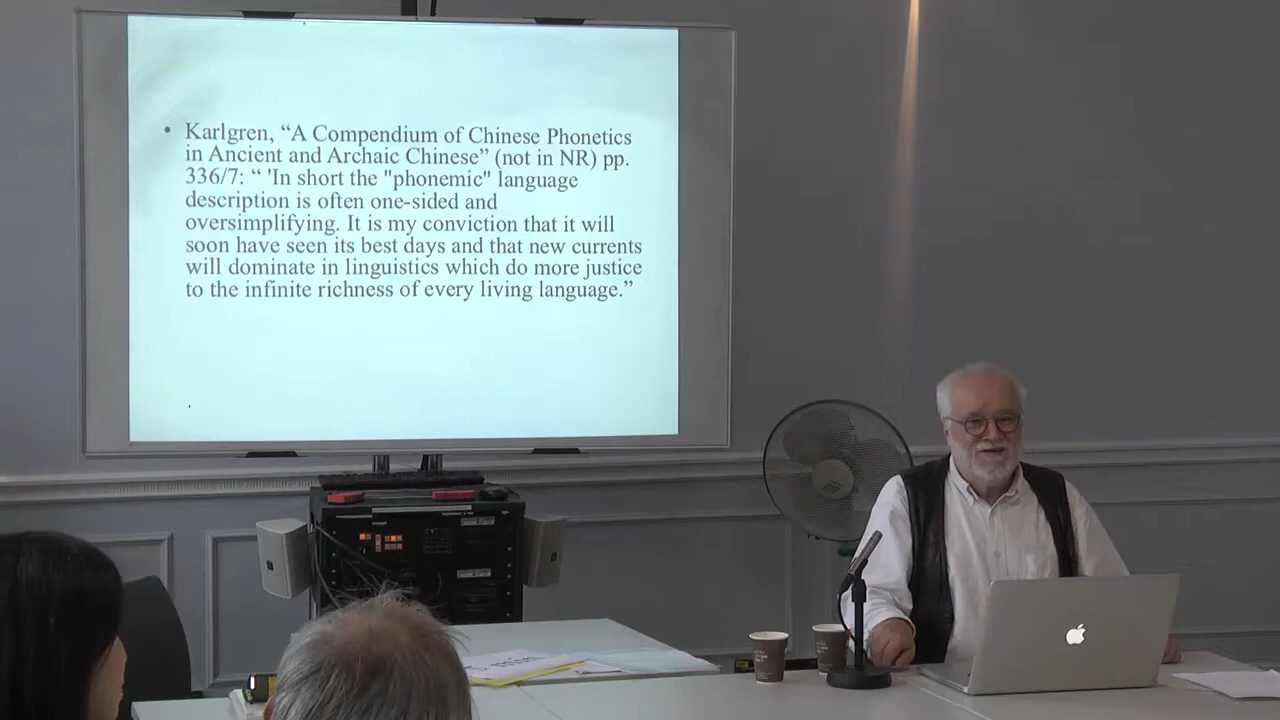 • Karlgren, “A Compendium of Chinese Phonetics
in Ancient and Archaic Chinese” (not in NR) pp.
336/7: “ 'In short the "phonemic" language
description is often one-sided and
oversimplifying. It is my conviction that it will
soon have seen its best days and that new currents
will dominate in linguistics which do more justice
to the infinite richness of every living language.”